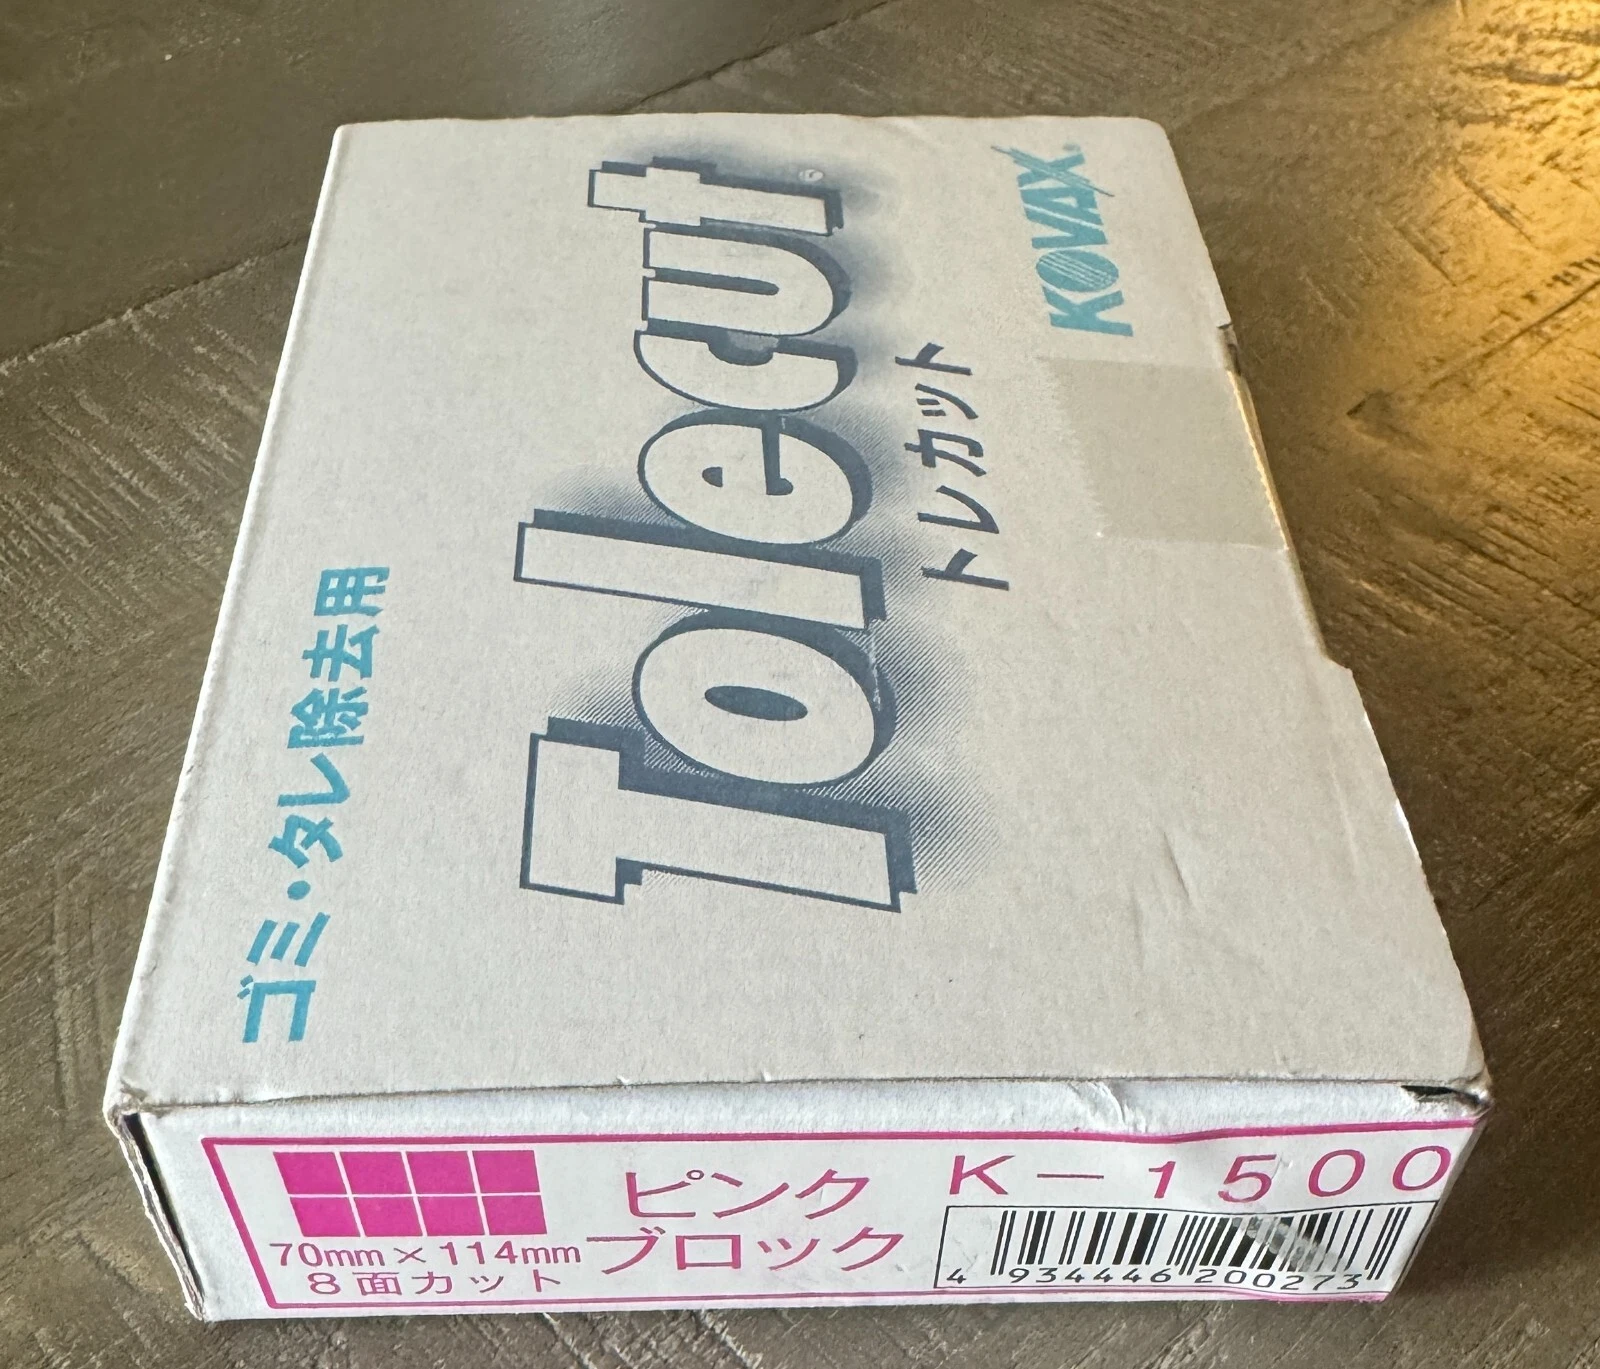 ゴミ・タレ除去用
Tolecut®
トレカット
KOVAX®
70mm×114mm
8面カット
ピンク
ブロック
K-1500
4 934446 200273